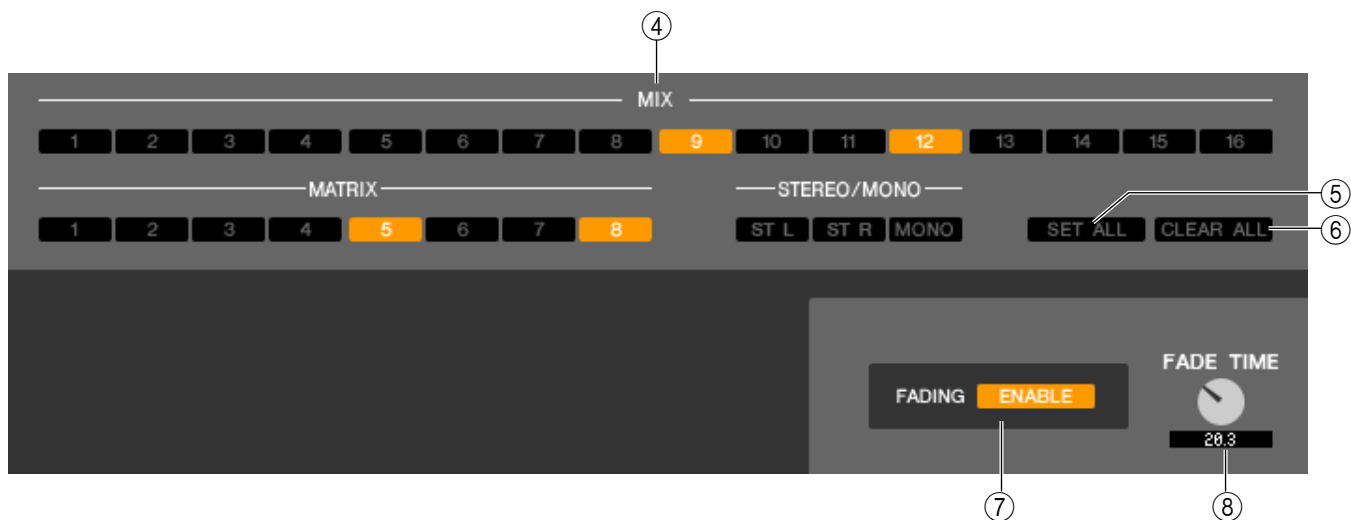 ④
MIX
1 2 3 4 5 6 7 8 9 10 11 12 13 14 15 16
MATRIX STEREO/MONO
⑤
1 2 3 4 5 6 7 8 ST L ST R MONO SET ALL CLEAR ALL
⑥
FADE TIME
FADING ENABLE
20.3
⑦ ⑧